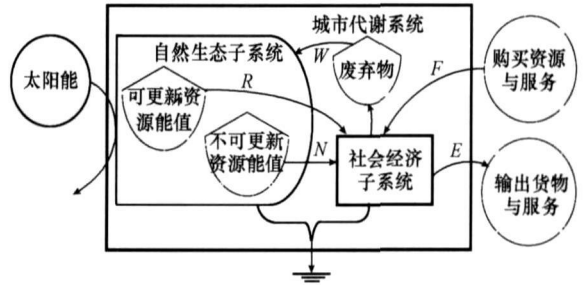 城市代谢系统
自然生态子系统
W
废弃物
太阳能
可更新资
源能值
R
F
购买资源
与服务
不可更新
资源能值
N
社会经济
子系统
E
输出货物
与服务